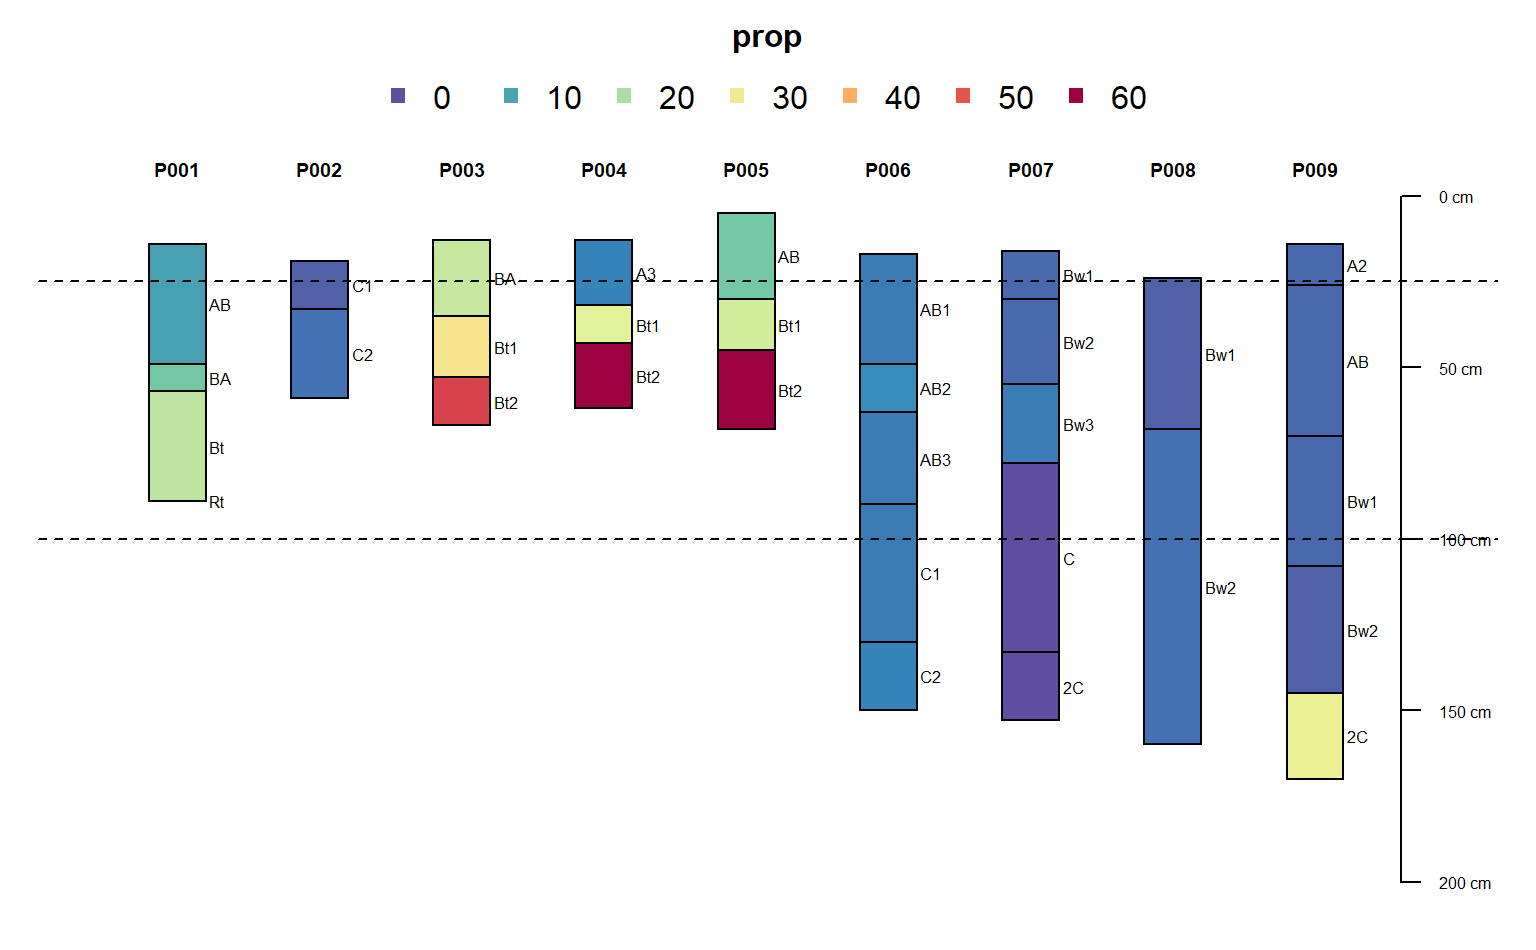 prop
0 10 20 30 40 50 60
P001 P002 P003 P004 P005 P006 P007 P008 P009
AB
BA
Bt
Rt
C1
C2
BA
Bt1
Bt2
A3
Bt1
Bt2
AB
Bt1
Bt2
AB1
AB2
AB3
C1
C2
Bw1
Bw2
Bw3
C
2C
Bw1
Bw2
A2
AB
Bw1
Bw2
2C
0 cm
50 cm
100 cm
150 cm
200 cm